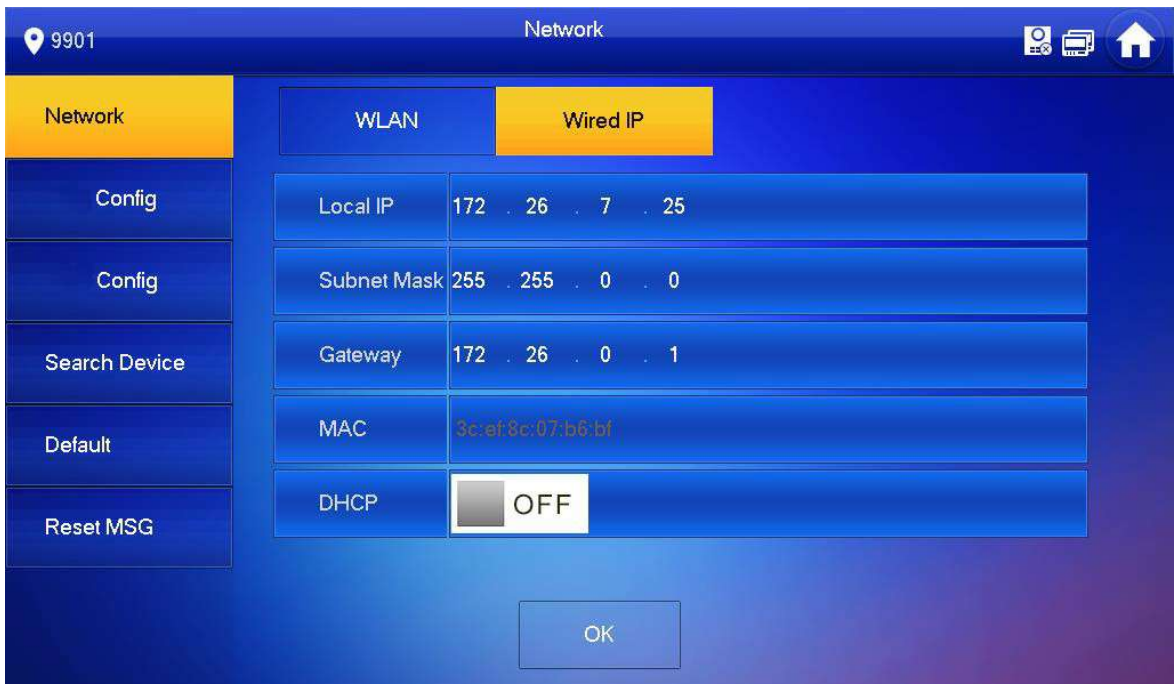 9901
Network
Network
Config
Config
Search Device
Default
Reset MSG
WLAN
Wired IP
Local IP 172 . 26 . 7 . 25
Subnet Mask 255 . 255 . 0 . 0
Gateway 172 . 26 . 0 . 1
MAC 3c:ef:8c:07:b6:bf
DHCP OFF
OK